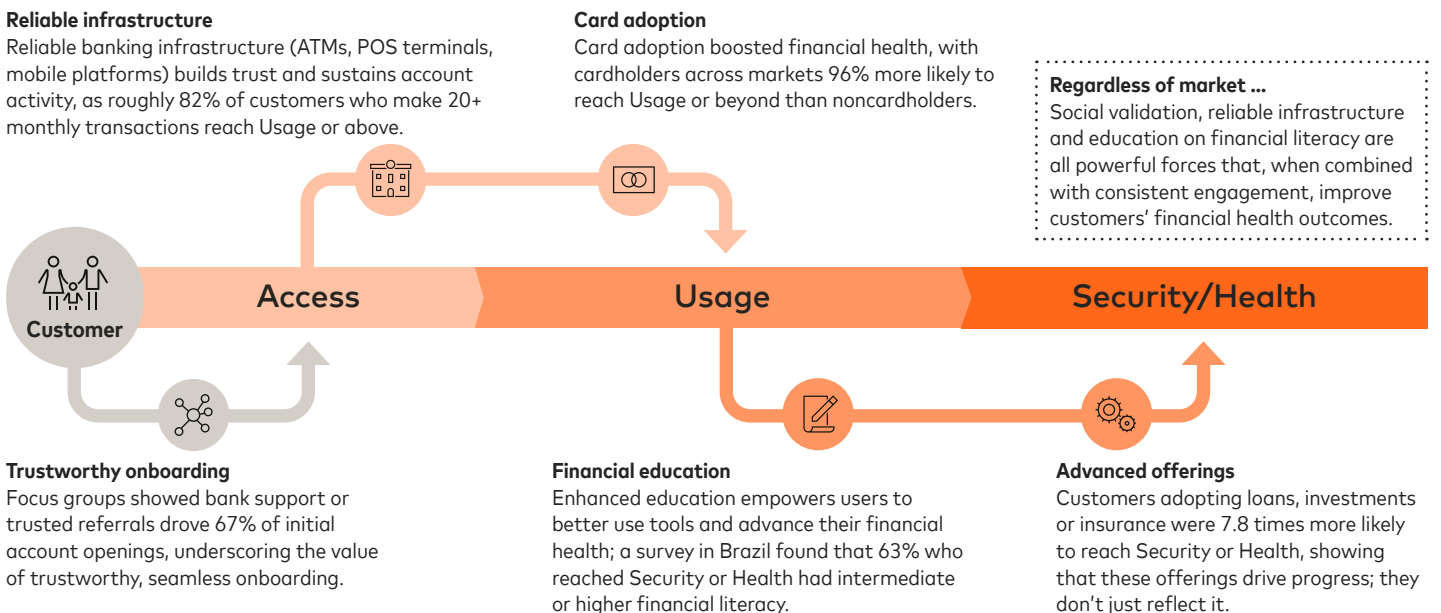 Reliable infrastructure
Reliable banking infrastructure (ATMs, POS terminals,
mobile platforms) builds trust and sustains account
activity, as roughly 82% of customers who make 20+
monthly transactions reach Usage or above.
Card adoption
Card adoption boosted financial health, with
cardholders across markets 96% more likely to
reach Usage or beyond than noncardholders.
Regardless of market ...
Social validation, reliable infrastructure
and education on financial literacy are
all powerful forces that, when combined
with consistent engagement, improve
customers’ financial health outcomes.
Customer
Access
Usage
Security/Health
Trustworthy onboarding
Focus groups showed bank support or
trusted referrals drove 67% of initial
account openings, underscoring the value
of trustworthy, seamless onboarding.
Financial education
Enhanced education empowers users to
better use tools and advance their financial
health; a survey in Brazil found that 63% who
reached Security or Health had intermediate
or higher financial literacy.
Advanced offerings
Customers adopting loans, investments
or insurance were 7.8 times more likely
to reach Security or Health, showing
that these offerings drive progress; they
don’t just reflect it.